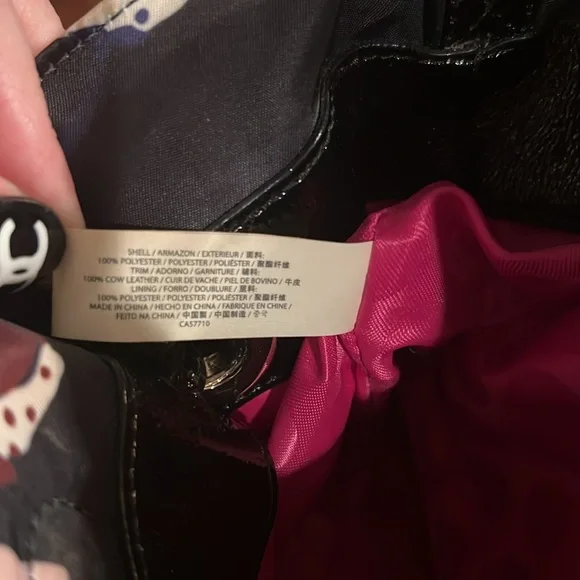 SHELL / ARMAZON / EXTERIEUR / 面料:
100% POLYESTER / POLYESTER / POLIÉSTER / 聚酯纤维
TRIM / ADORNO / GARNITURE / 辅料:
100% COW LEATHER / CUIR DE VACHE / PIEL DE BOVINO / 牛皮
LINING / FORRO / DOUBLURE / 里料:
100% POLYESTER / POLYESTER / POLIÉSTER / 聚酯纤维
MADE IN CHINA / HECHO EN CHINA / FABRIQUE EN CHINE /
FEITO NA CHINA / 中国製 / 中国制造 / 중국
CA57710